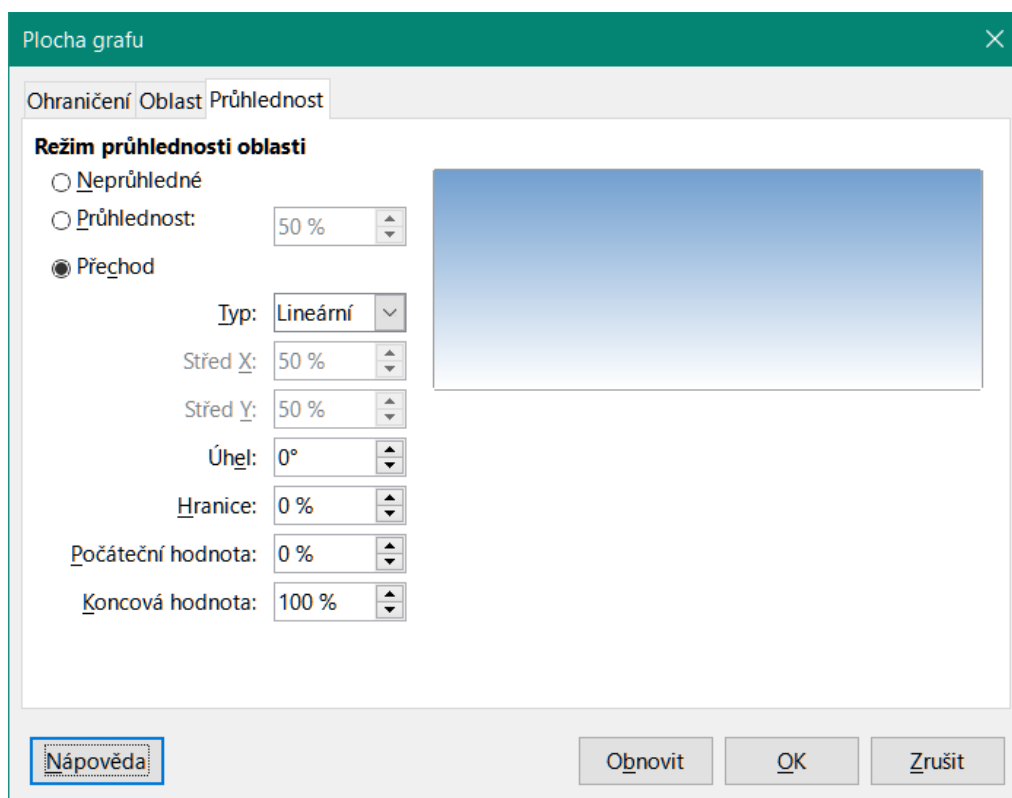 Plocha grafu
Ohraničení Oblast Průhlednost
Režim průhlednosti oblasti
Neprůhledné
Průhlednost: 50 %
Přechod
Typ: Lineární
Střed X: 50 %
Střed Y: 50 %
Úhel: 0°
Hranice: 0 %
Počáteční hodnota: 0 %
Koncová hodnota: 100 %
Nápověda Obnovit OK Zrušit